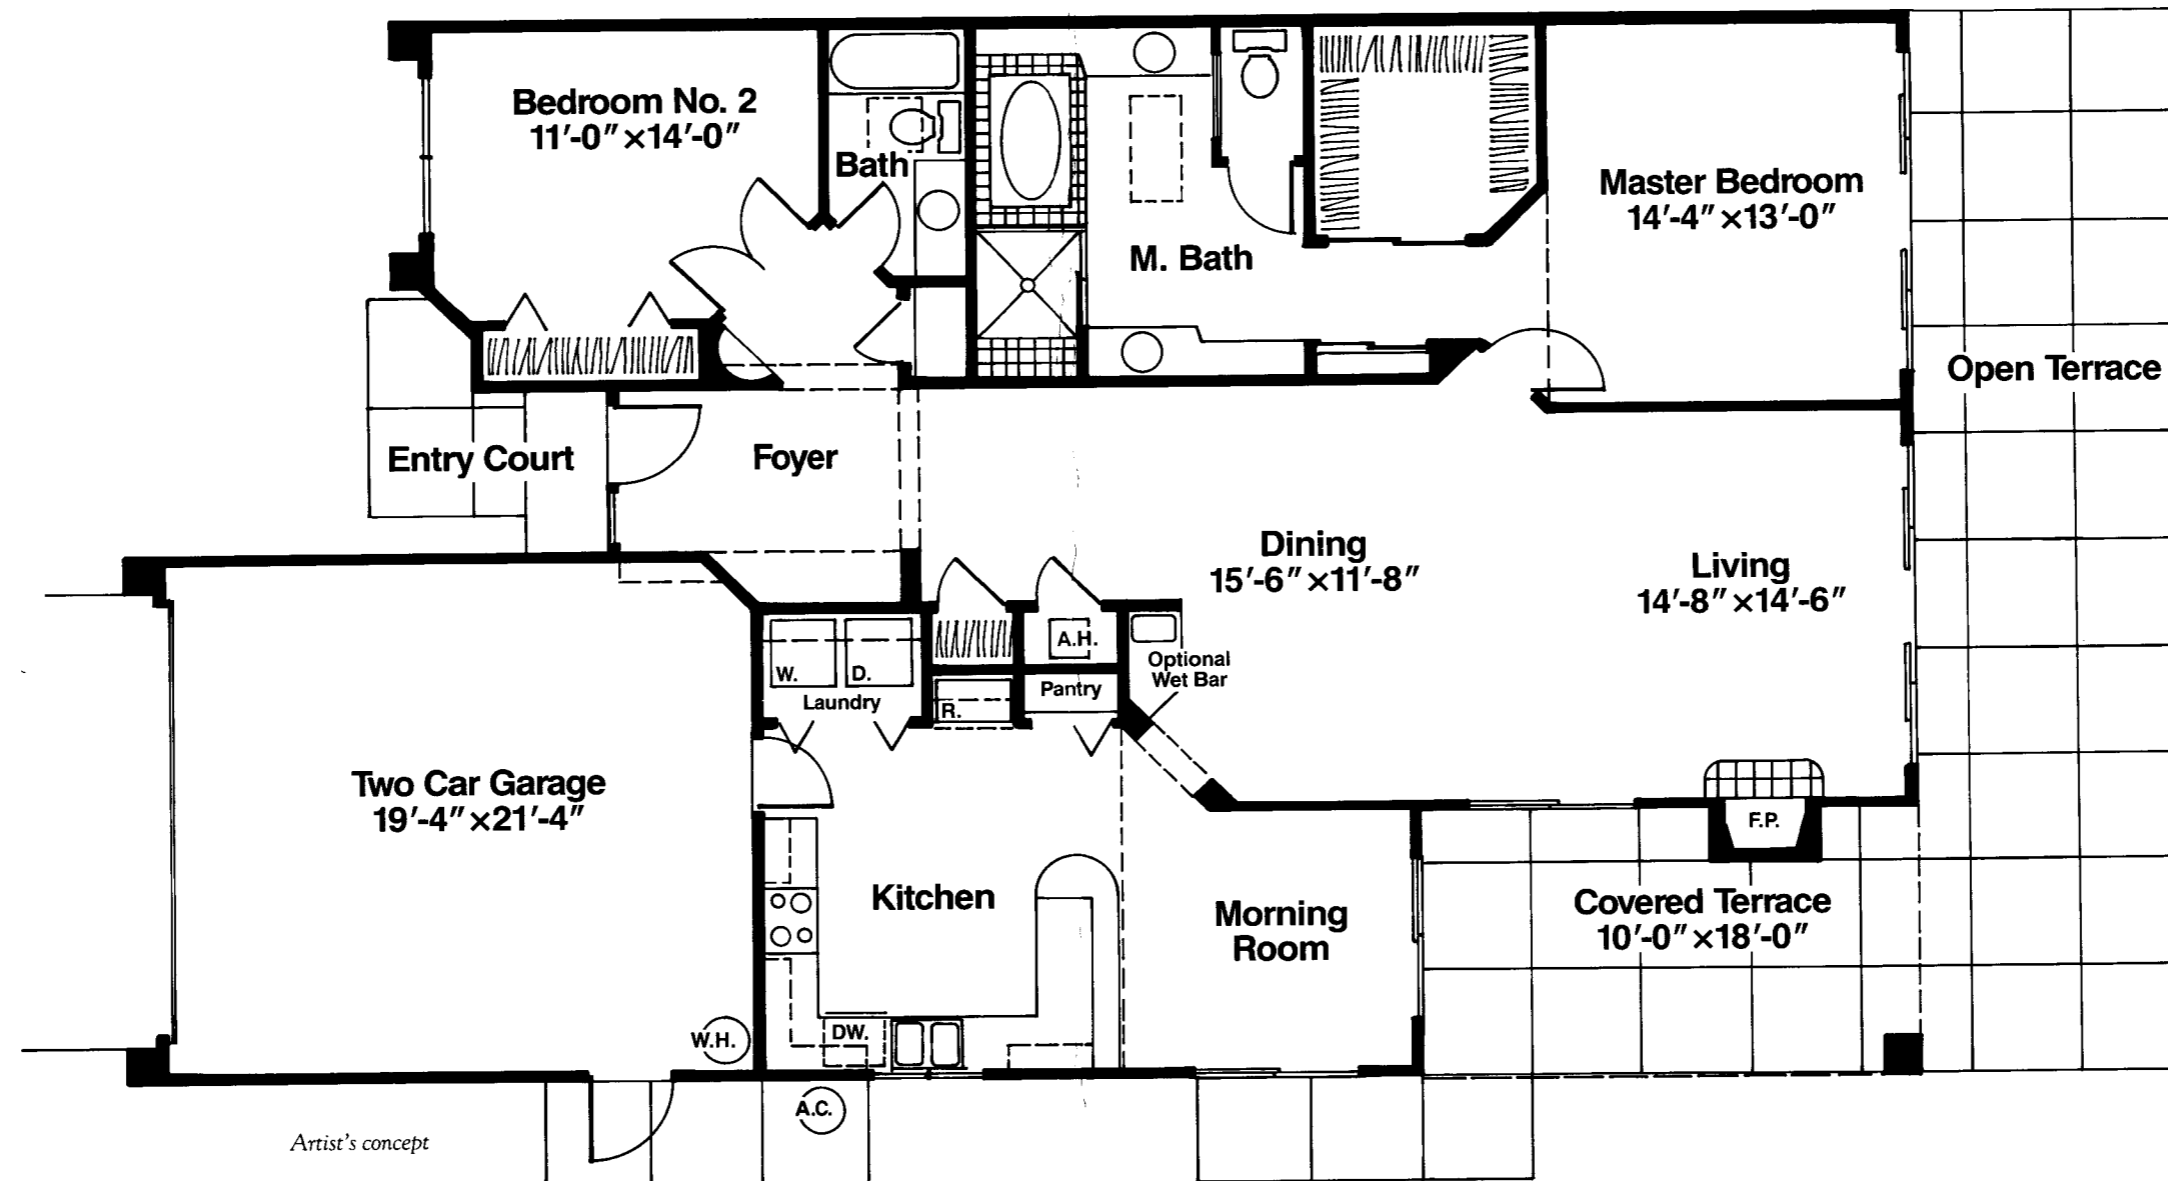 Bedroom No. 2
11′-0″ × 14′-0″
Bath
M. Bath
Master Bedroom
14′-4″ × 13′-0″
Open Terrace
Entry Court
Foyer
Dining
15′-6″ × 11′-8″
Living
14′-8″ × 14′-6″
W.
D.
Laundry
R.
A.H.
Pantry
Optional
Wet Bar
Two Car Garage
19′-4″ × 21′-4″
F.P.
Kitchen
Morning
Room
Covered Terrace
10′-0″ × 18′-0″
W.H.
DW.
A.C.
Artist's concept